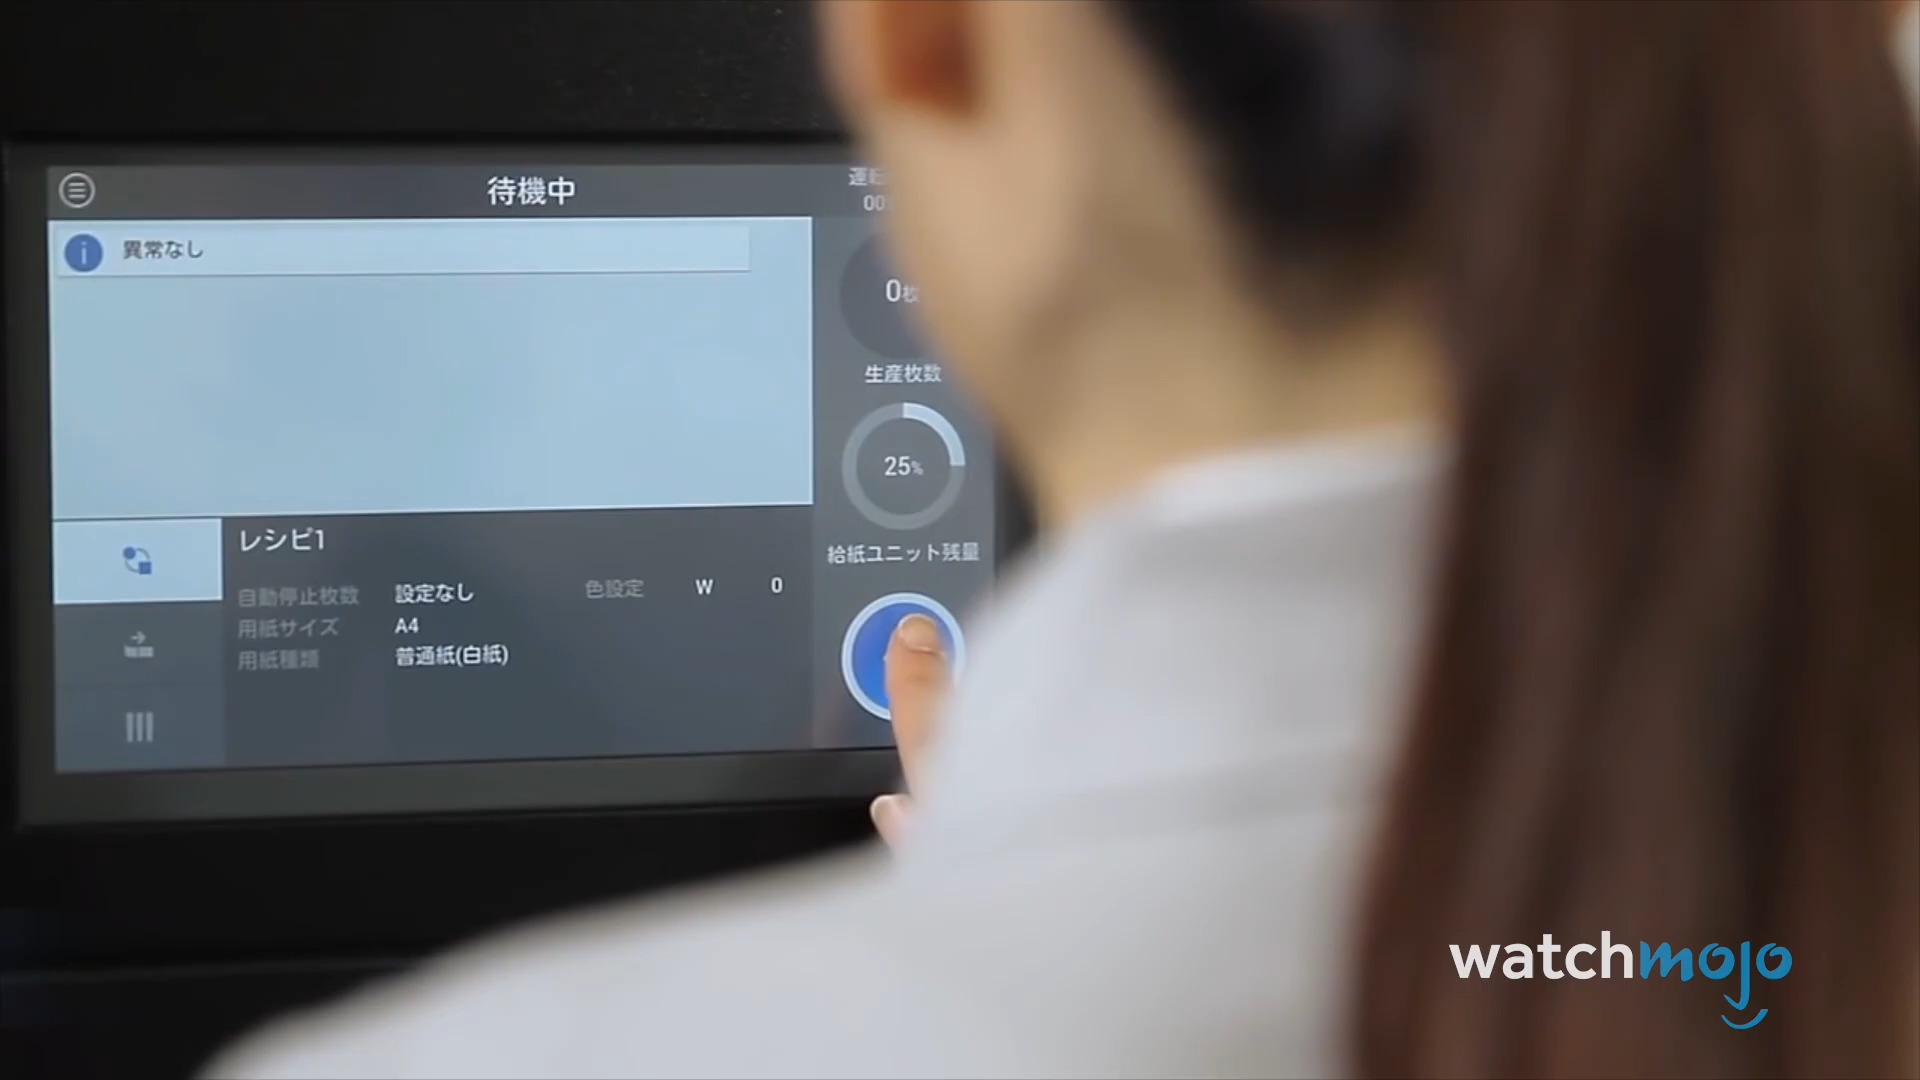 待機中
異常なし
0枚
生産枚数
25%
給紙ユニット残量
レシピ1
自動停止枚数 設定なし 色設定 W 0
用紙サイズ A4
用紙種類 普通紙(白紙)
watchmojo